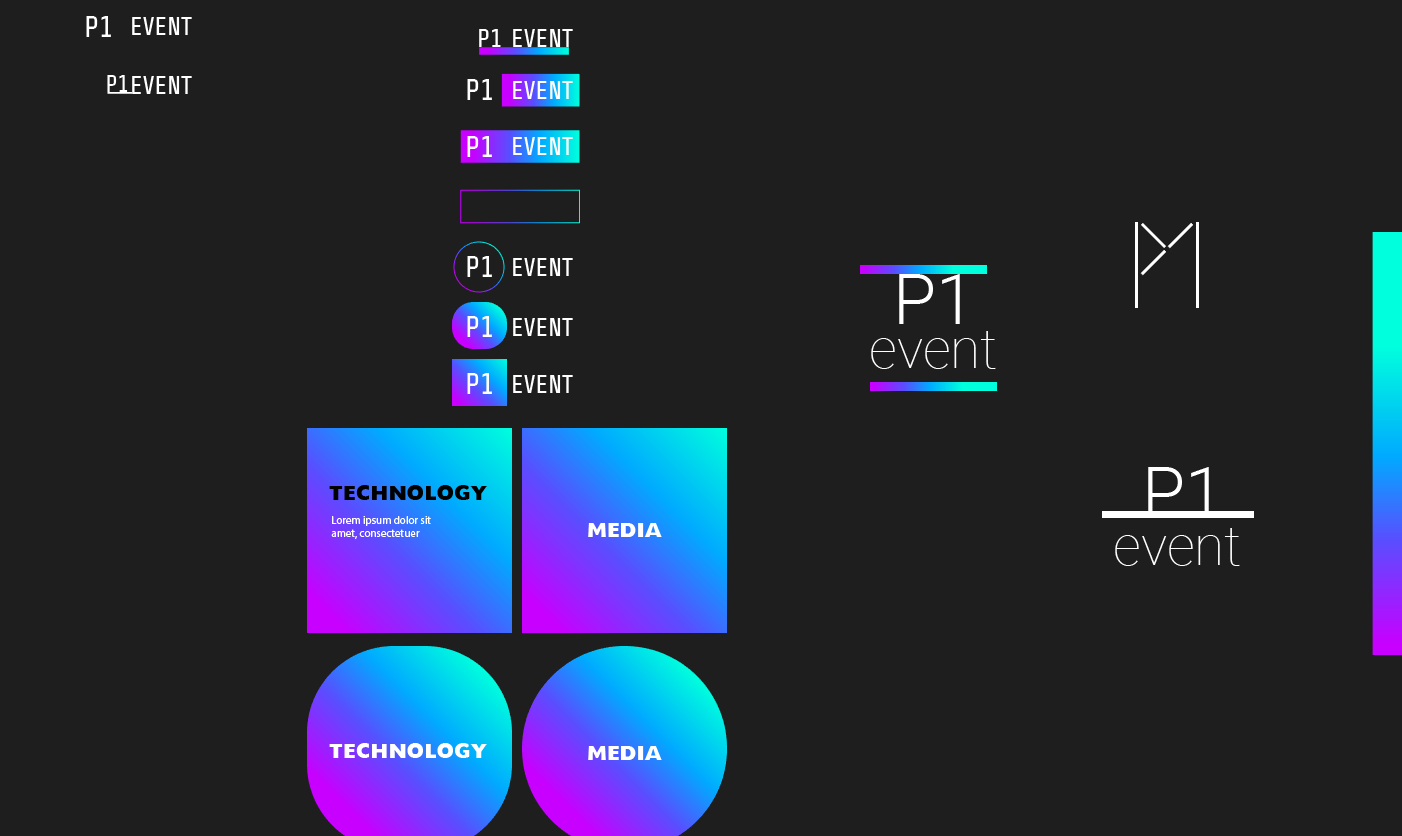 P1 EVENT
P1EVENT
P1 EVENT
P1 EVENT
P1 EVENT
P1 EVENT
P1 EVENT
P1 EVENT
TECHNOLOGY
Lorem ipsum dolor sit
amet, consectetuer
MEDIA
TECHNOLOGY
MEDIA
P1
event
P1
event